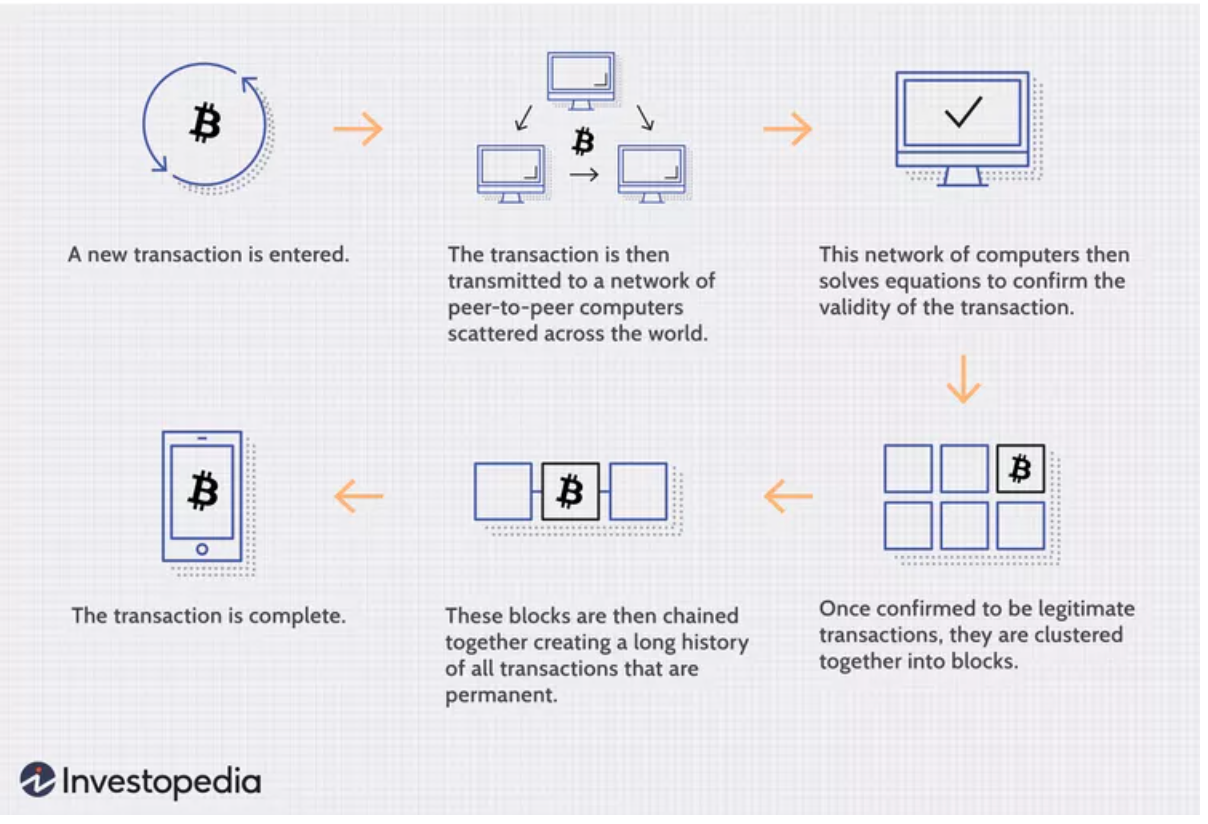 A new transaction is entered.
The transaction is then
transmitted to a network of
peer-to-peer computers
scattered across the world.
This network of computers then
solves equations to confirm the
validity of the transaction.
Once confirmed to be legitimate
transactions, they are clustered
together into blocks.
These blocks are then chained
together creating a long history
of all transactions that are
permanent.
The transaction is complete.
Investopedia